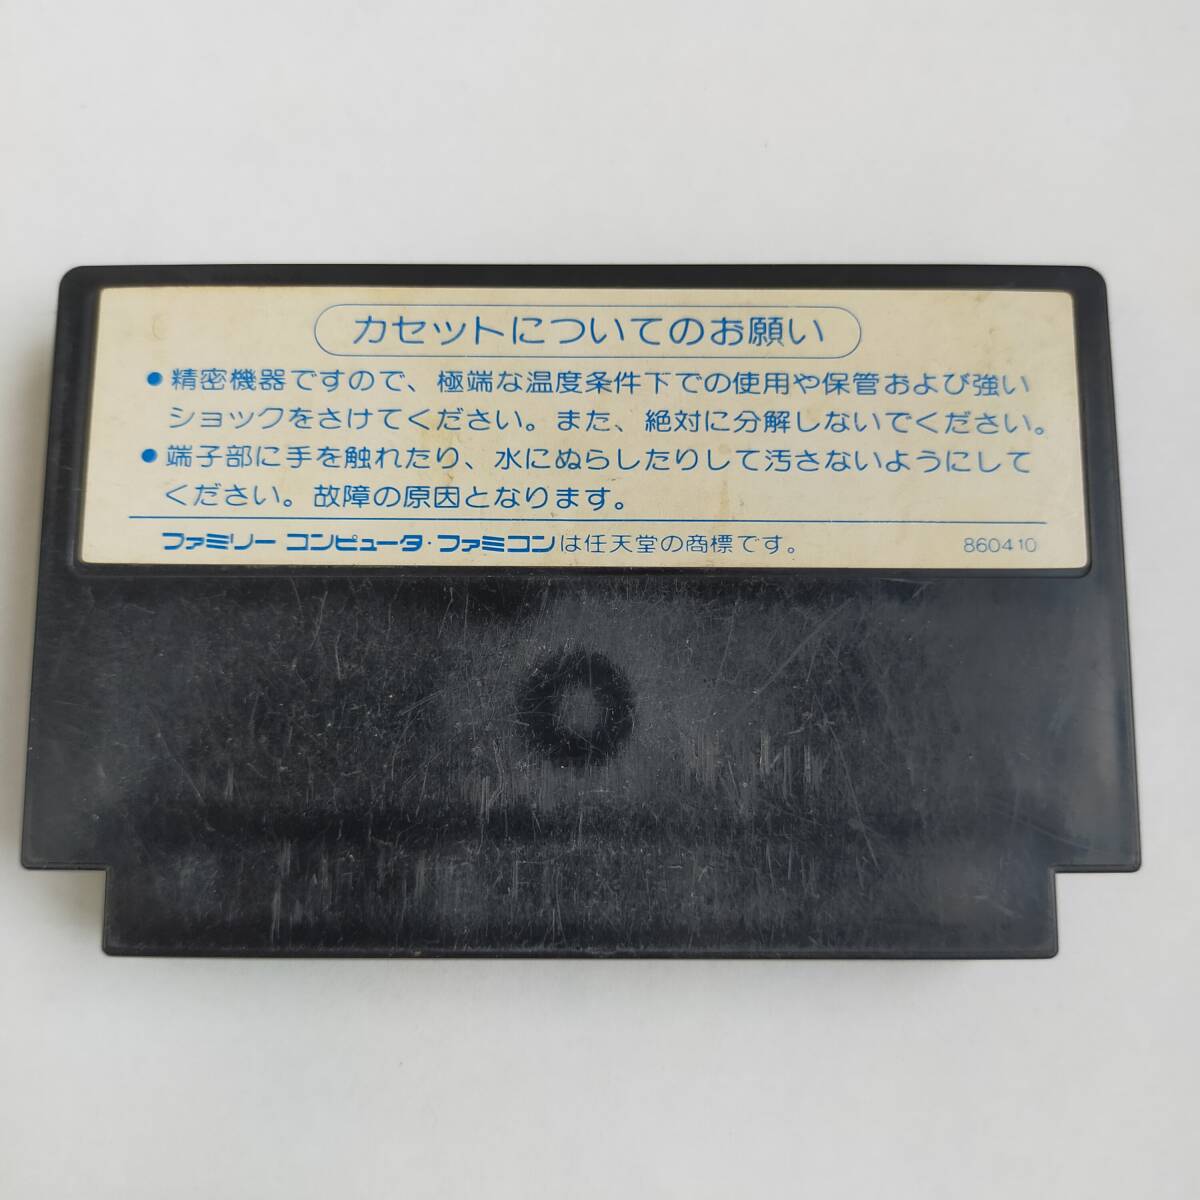 カセットについてのお願い
●精密機器ですので、極端な温度条件下での使用や保管および強い
ショックをさけてください。また、絶対に分解しないでください。
●端子部に手を触れたり、水にぬらしたりして汚さないようにして
ください。故障の原因となります。
ファミリー コンピュータ・ファミコンは任天堂の商標です。 860410